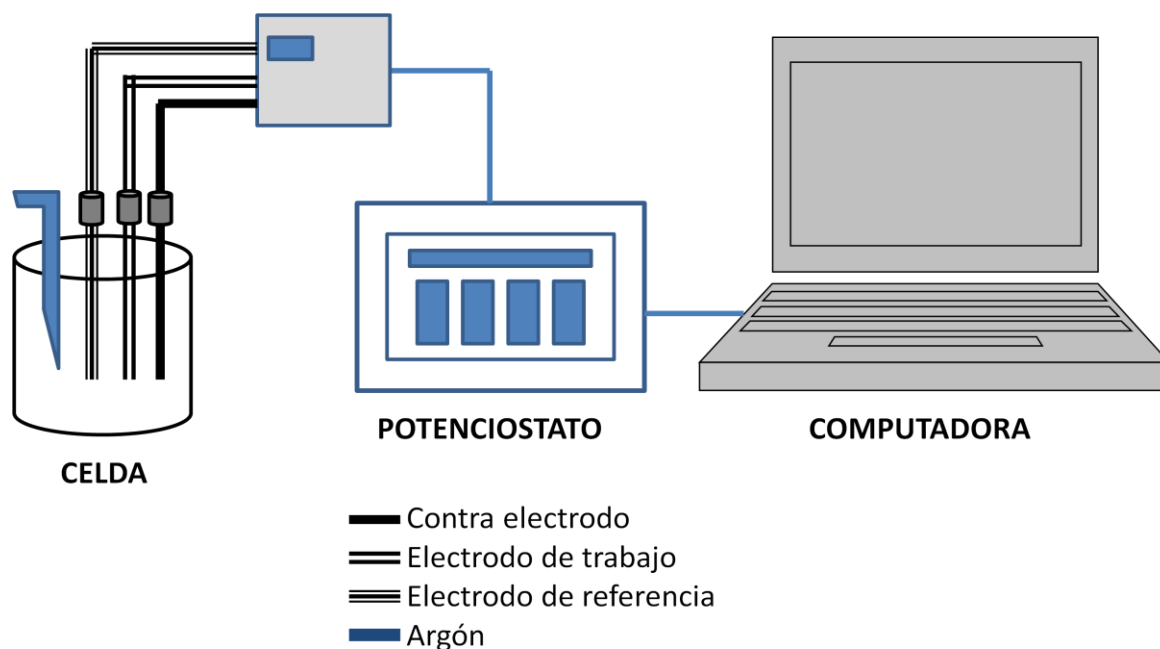 POTENCIOSTATO
COMPUTADORA
CELDA
Contra electrodo
Electrodo de trabajo
Electrodo de referencia
Argón